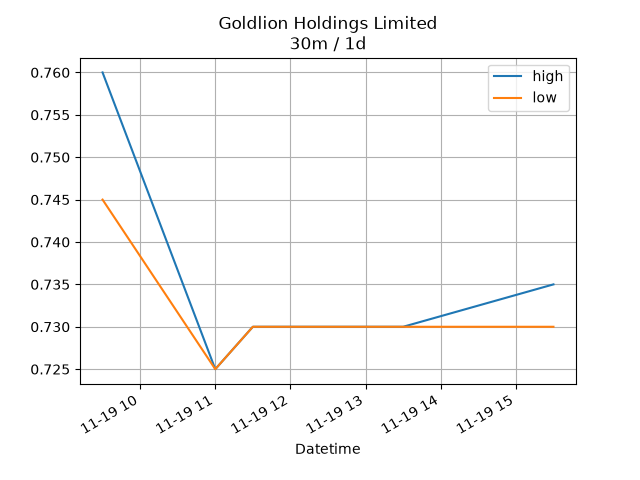 Goldlion Holdings Limited
30m / 1d
high
low
0.760
0.755
0.750
0.745
0.740
0.735
0.730
0.725
11-19 10
11-19 11
11-19 12
11-19 13
11-19 14
11-19 15
Datetime